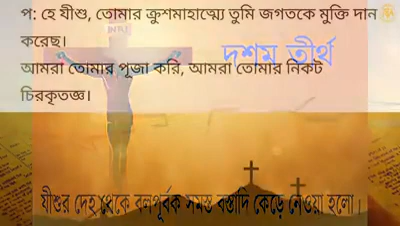 প: হে যীশু, তোমার ক্রুশমাহাত্ম্যে তুমি জগতকে মুক্তি দান
করেছ।
দশম তীর্থ
আমরা তোমার পূজা করি, আমরা তোমার নিকট
চিরকৃতজ্ঞ।
যীশুর দেহ থেকে বলপূর্বক সমস্ত বস্তাদি কেড়ে নেওয়া হলো।